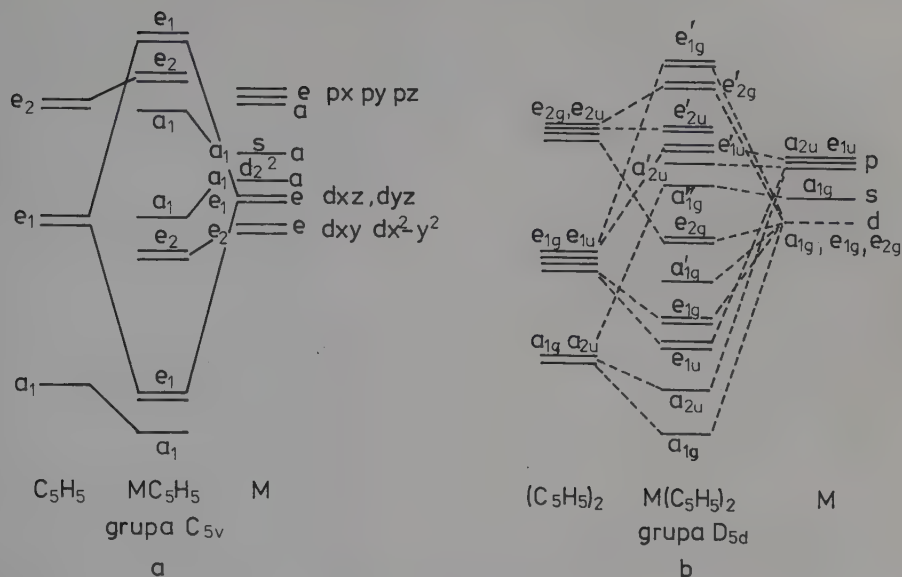 e₁
e₂
e₂
a₁
e px py pz
a
s
a₁ a
d₂²
a₁ a
e₁
a₁ e₁ e dxz, dyz
e₂ e₂ e dxy dx²-y²
a₁
e₁
a₁
C₅H₅ MC₅H₅ M
grupa C₅ᵥ
a
e'₁g
e'₂g
e₂g, e₂u
e'₂u
e'₁u
a'₂u
a₂u e₁u
p
a₁g
s
a''₁g
d
e₂g
a₁g, e₁g, e₂g
e₁g e₁u
a'₁g
e₁g
a₁g a₂u
e₁u
a₂u
a₁g
(C₅H₅)₂ M(C₅H₅)₂ M
grupa D₅d
b